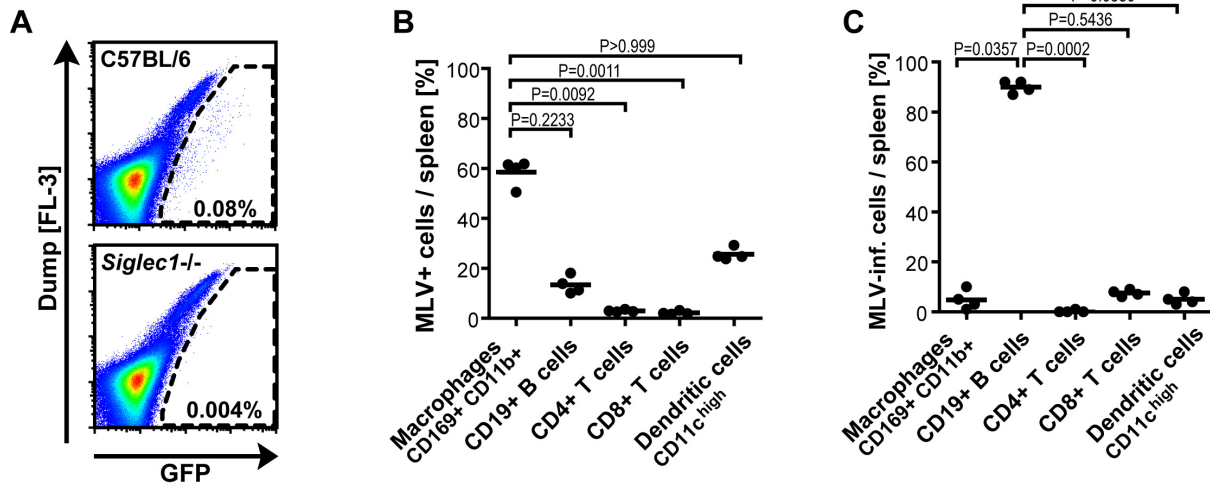 A
C57BL/6
0.08%
Siglec1-/-
0.004%
Dump [FL-3]
GFP
B
P>0.999
P=0.0011
P=0.0092
P=0.2233
MLV+ cells / spleen [%]
100
80
60
40
20
0
Macrophages
CD169+ CD11b+
CD19+ B cells
CD4+ T cells
CD8+ T cells
Dendritic cells
CD11c high
C
P=0.5436
P=0.0357
P=0.0002
MLV-inf. cells / spleen [%]
100
80
60
40
20
0
Macrophages
CD169+ CD11b+
CD19+ B cells
CD4+ T cells
CD8+ T cells
Dendritic cells
CD11c high